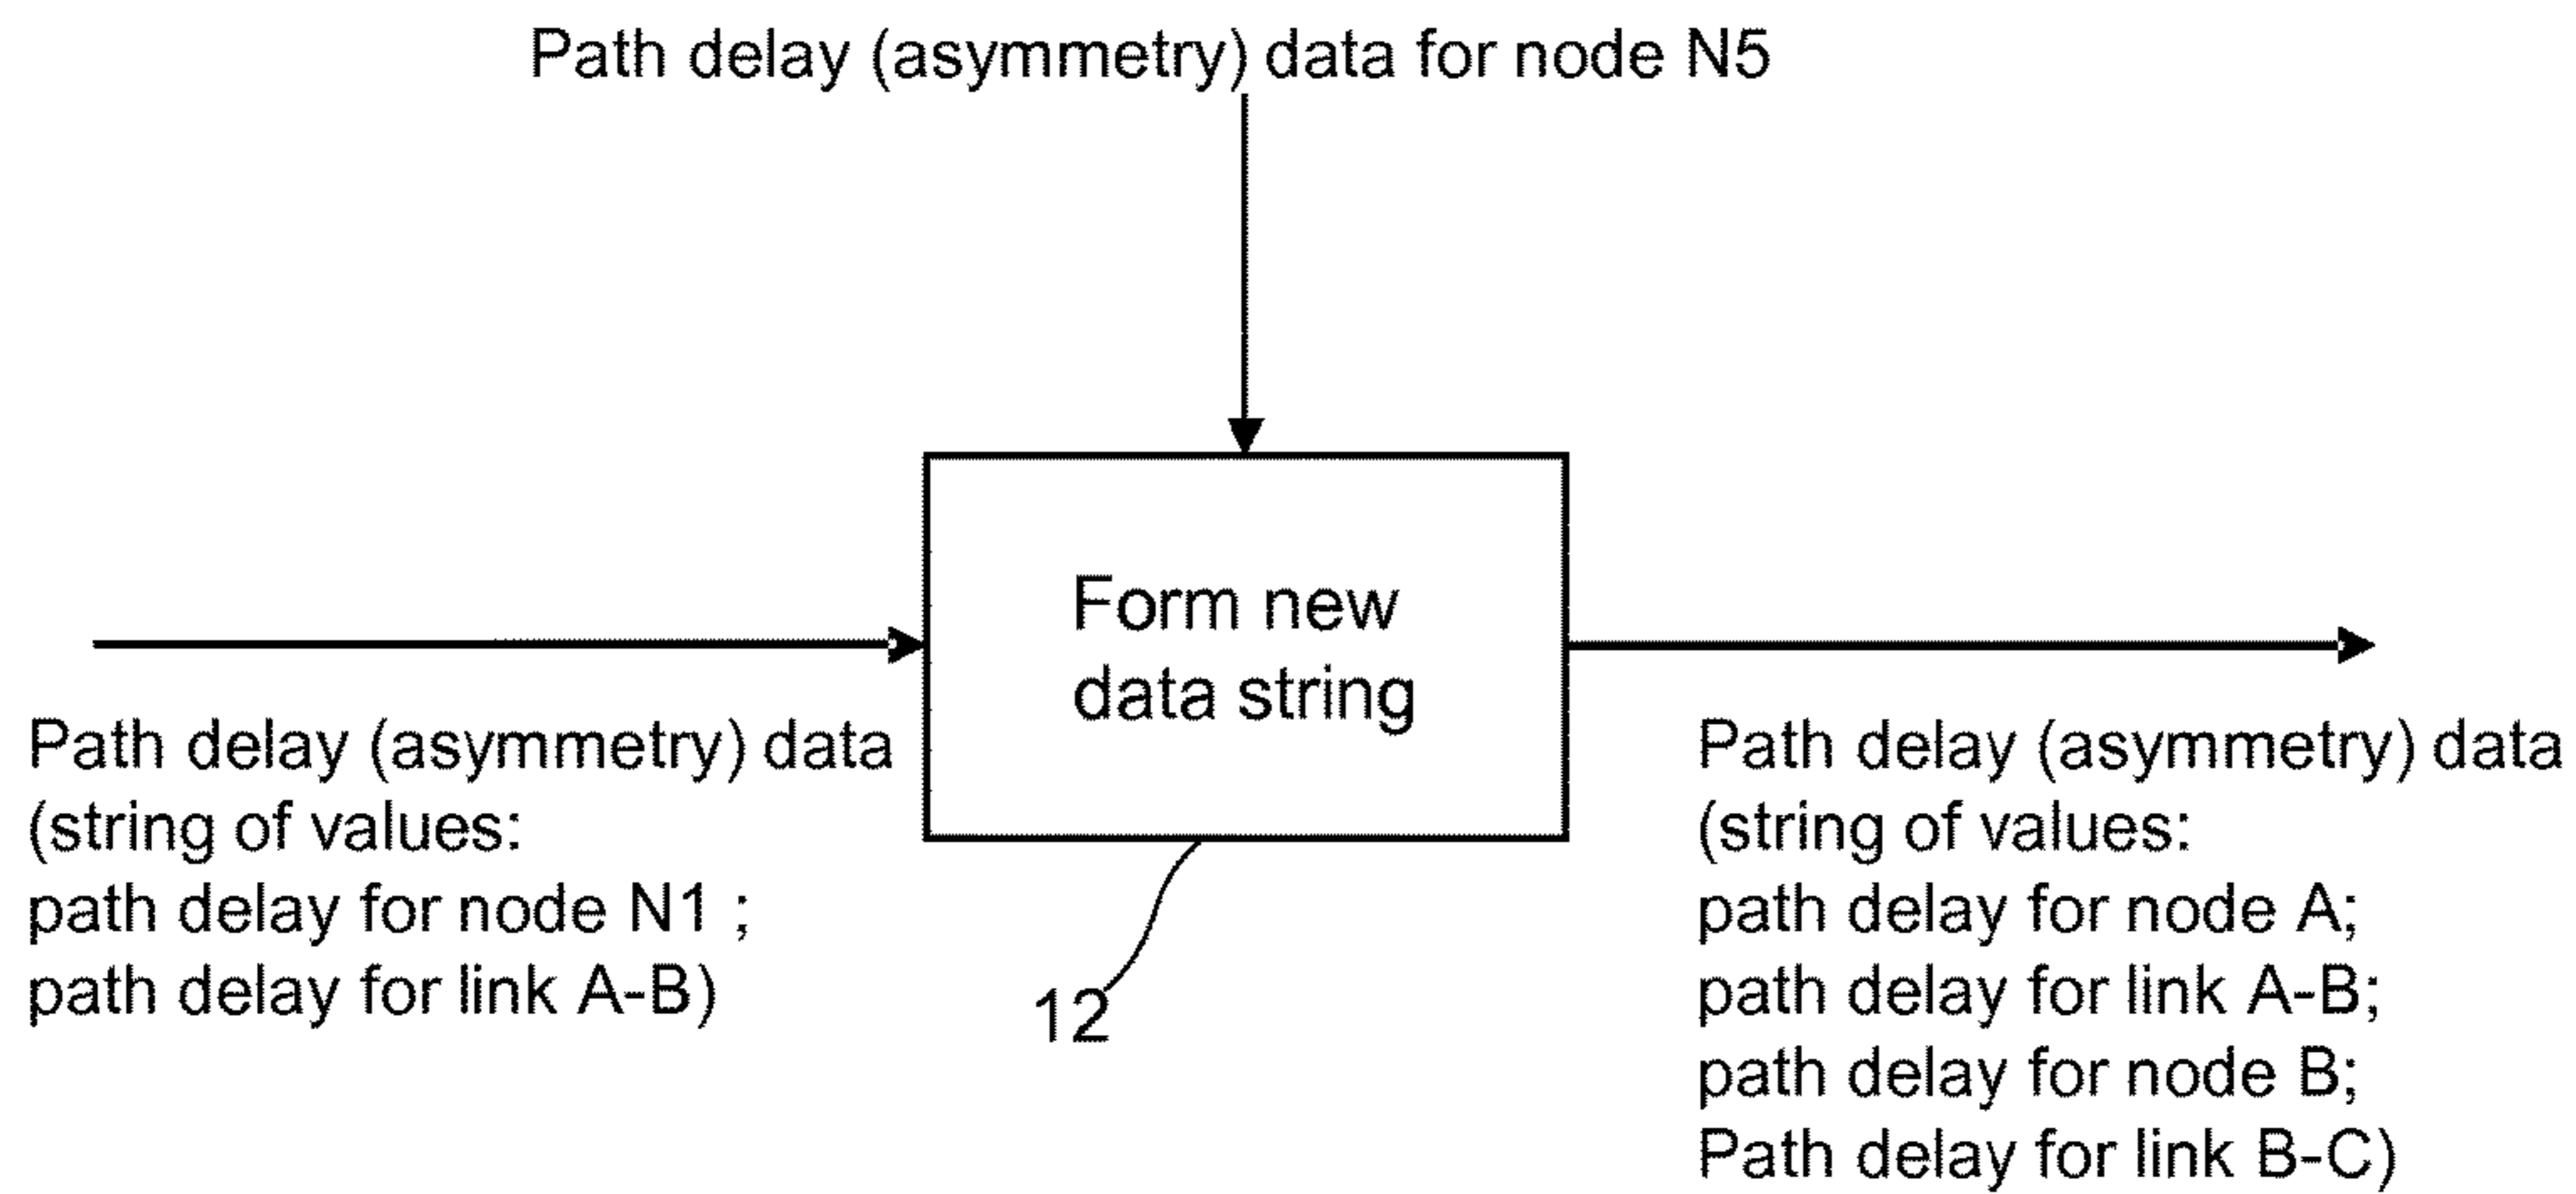 Path delay (asymmetry) data for node N5
Form new
data string
Path delay (asymmetry) data
(string of values:
path delay for node N1 ;
path delay for link A-B)
12
Path delay (asymmetry) data
(string of values:
path delay for node A;
path delay for link A-B;
path delay for node B;
Path delay for link B-C)